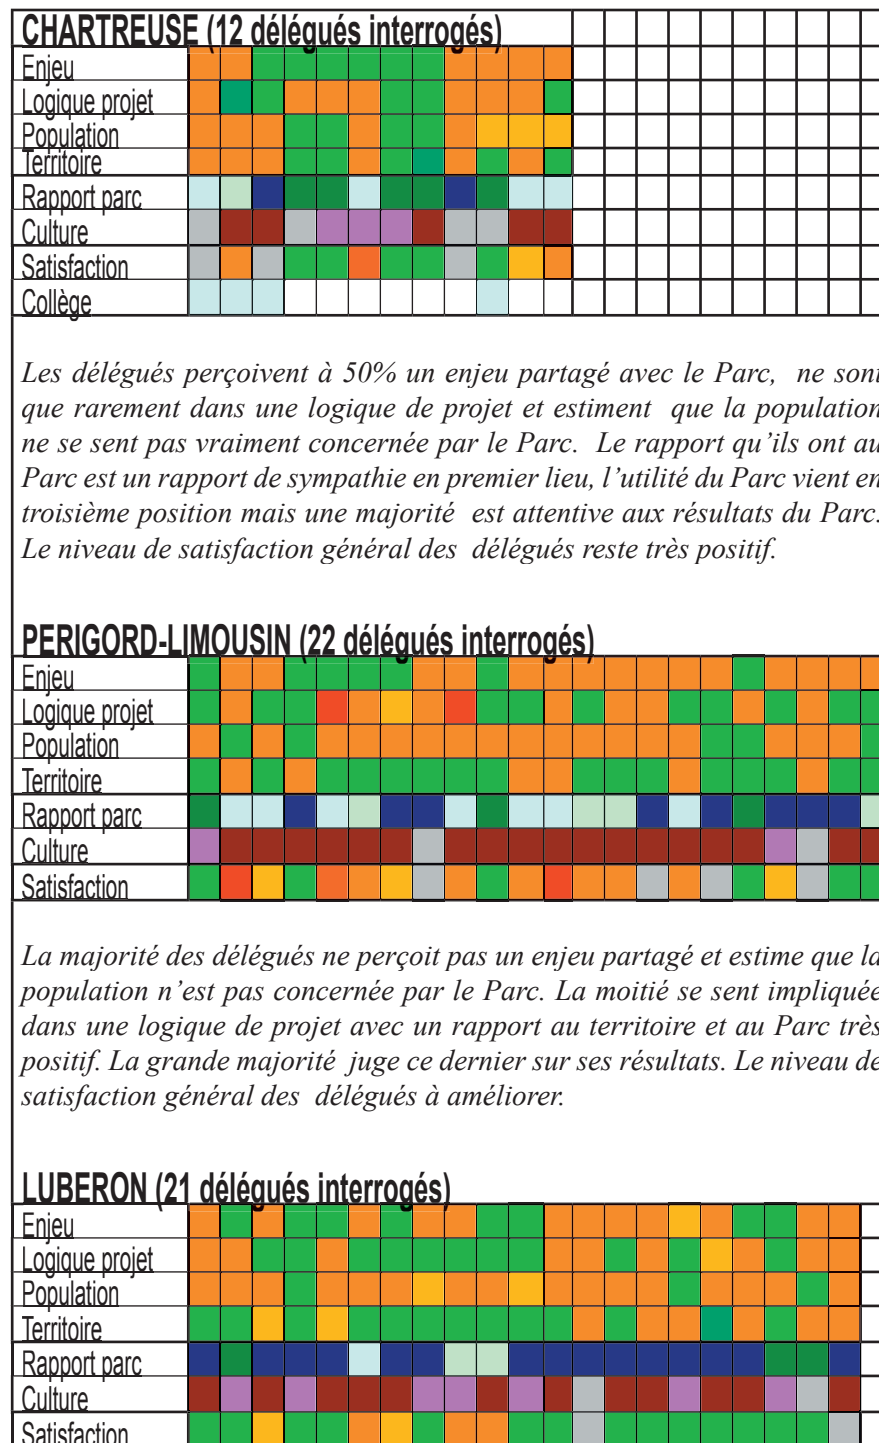 CHARTREUSE (12 délégués interrogés)
Enjeu
Logique projet
Population
Territoire
Rapport parc
Culture
Satisfaction
Collège
Les délégués perçoivent à 50% un enjeu partagé avec le Parc, ne sont
que rarement dans une logique de projet et estiment que la population
ne se sent pas vraiment concernée par le Parc. Le rapport qu'ils ont au
Parc est un rapport de sympathie en premier lieu, l'utilité du Parc vient en
troisième position mais une majorité est attentive aux résultats du Parc.
Le niveau de satisfaction général des délégués reste très positif.
PERIGORD-LIMOUSIN (22 délégués interrogés)
Enjeu
Logique projet
Population
Territoire
Rapport parc
Culture
Satisfaction
La majorité des délégués ne perçoit pas un enjeu partagé et estime que la
population n'est pas concernée par le Parc. La moitié se sent impliquée
dans une logique de projet avec un rapport au territoire et au Parc très
positif. La grande majorité juge ce dernier sur ses résultats. Le niveau de
satisfaction général des délégués à améliorer.
LUBERON (21 délégués interrogés)
Enjeu
Logique projet
Population
Territoire
Rapport parc
Culture
Satisfaction